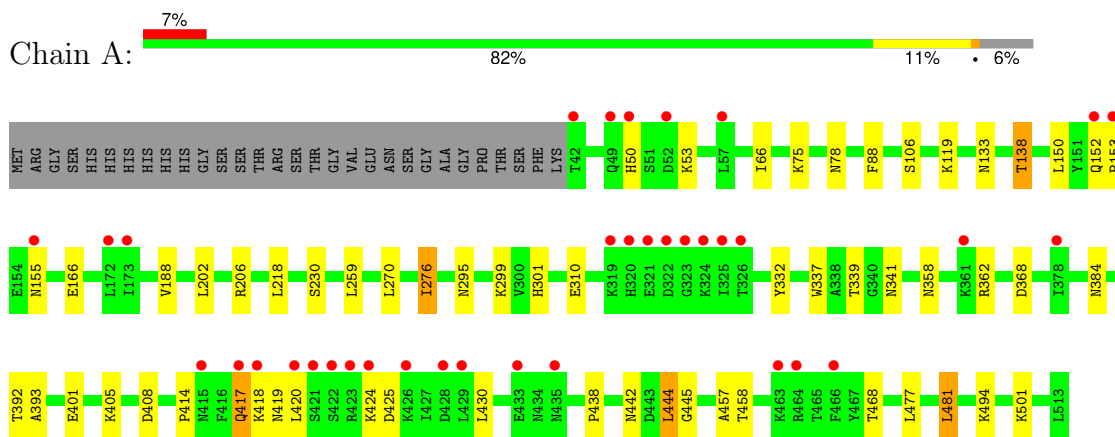 7%
Chain A:
82% 11% • 6%
MET ARG GLY SER HIS HIS HIS HIS HIS HIS GLY SER SER THR ARG SER THR GLY VAL GLU ASN SER GLY ALA GLY PRO THR SER PHE LYS T42 Q49 H50 S51 D52 K53 L57 I66 K75 N78 F88 S106 K119 N133 T138 L150 Y151 Q152 R153
E154 N155 E166 L172 I173 V188 L202 R206 L218 S230 L259 L270 I276 N295 K299 V300 H301 E310 K319 H320 E321 D322 G323 K324 I325 T326 Y332 W337 A338 T339 G340 N341 N358 K361 R362 D368 I378 N384
T392 A393 E401 K405 D408 P414 N415 F416 Q417 K418 N419 L420 S421 S422 R423 K424 D425 K426 I427 D428 L429 L430 E433 N434 N435 P438 N442 D443 L444 G445 A457 T458 K463 R464 T465 F466 Y467 T468 L477 L481 K494 K501 L513